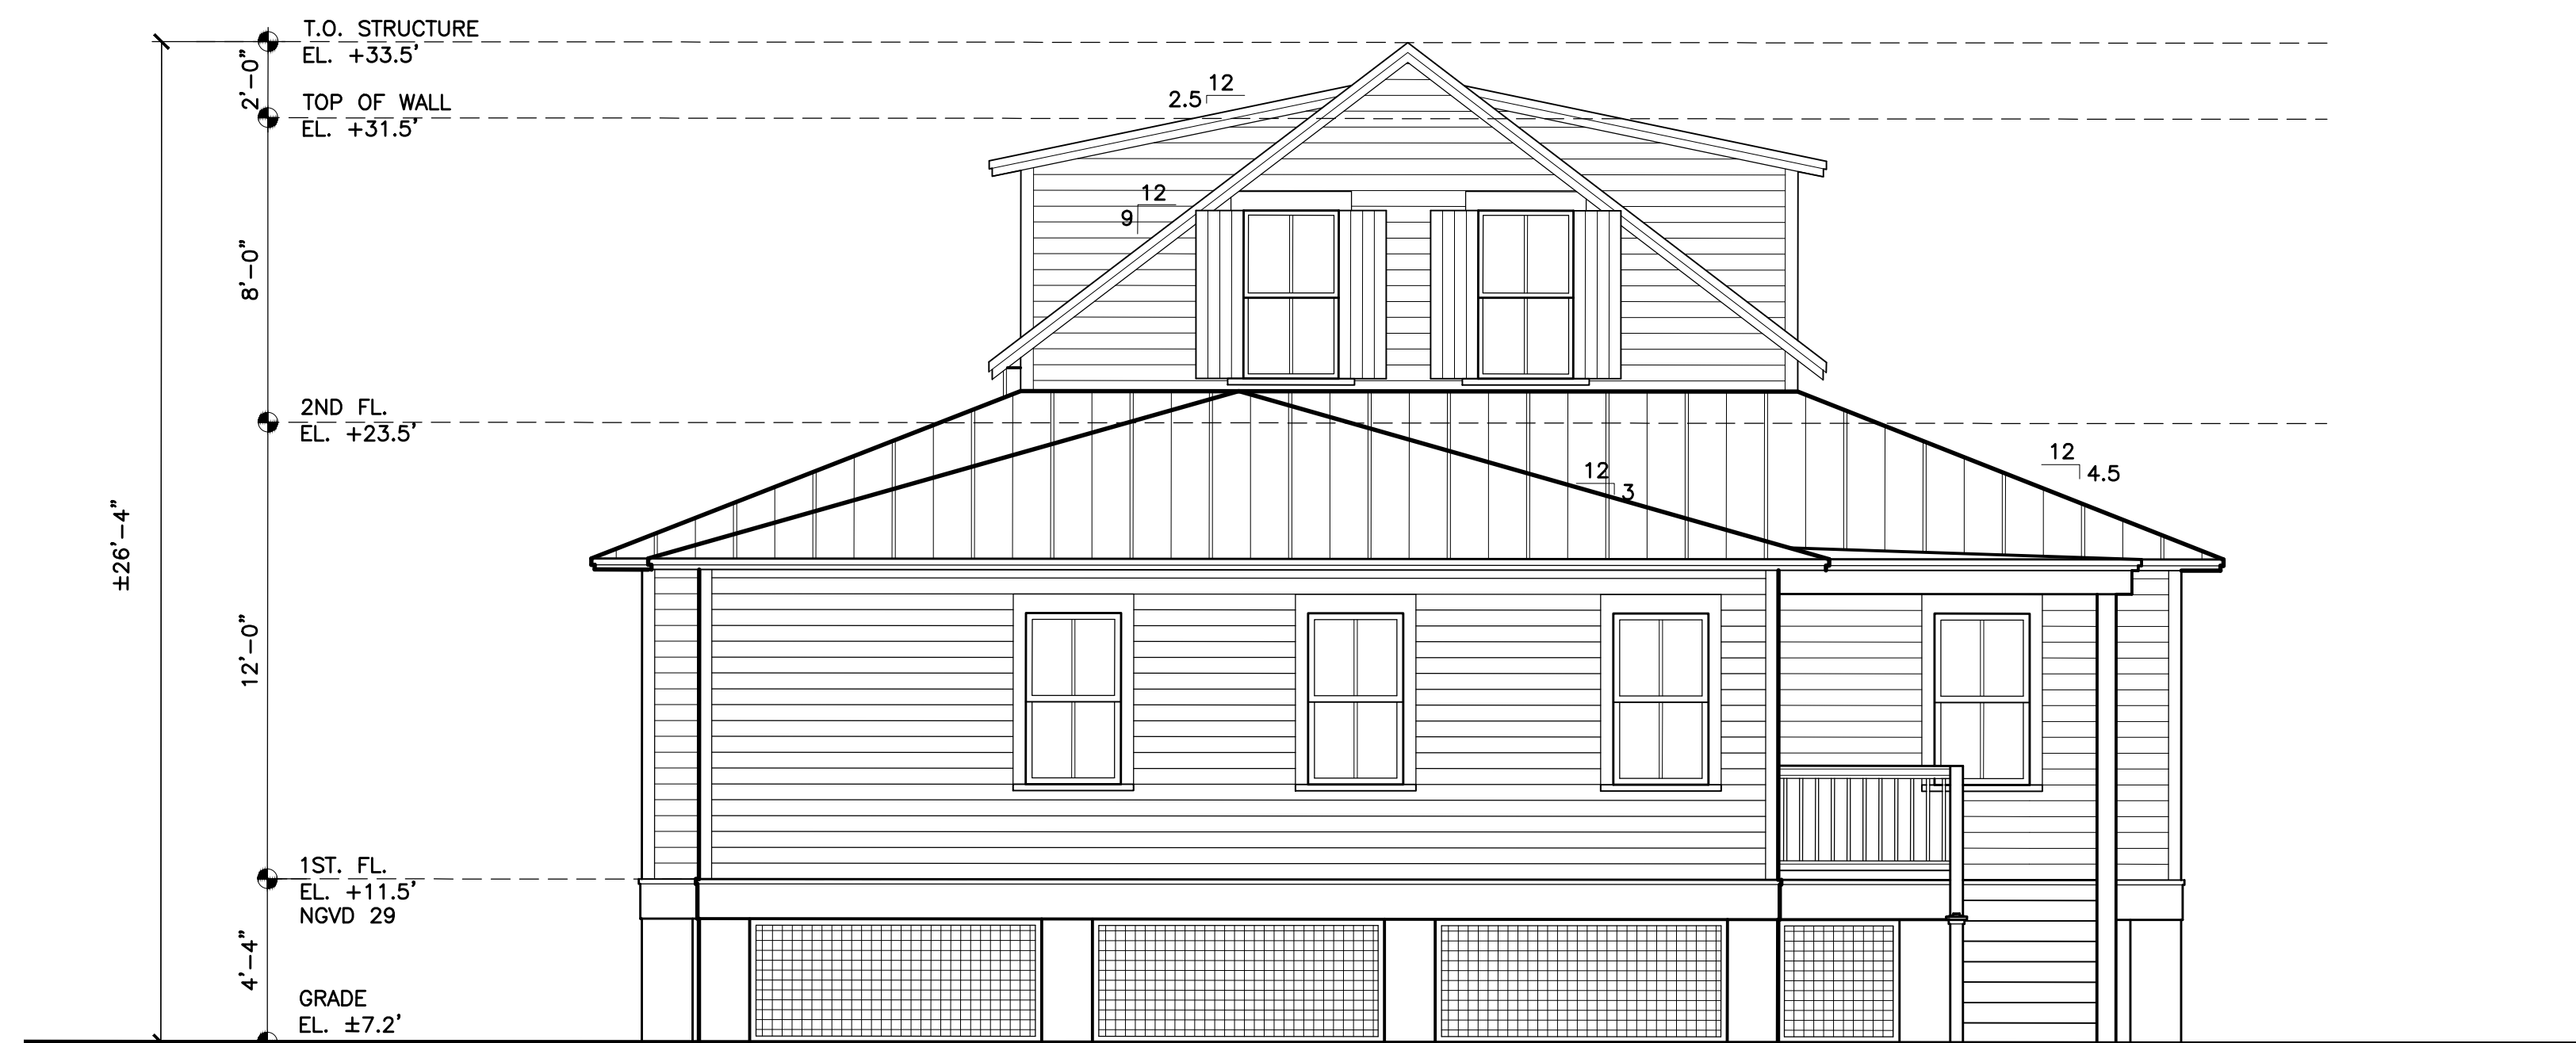 T.O. STRUCTURE
EL. +33.5'
2'-0"
TOP OF WALL
EL. +31.5'
12
2.5
12
9
8'-0"
2ND FL.
EL. +23.5'
12
4.5
12
3
±26'-4"
12'-0"
1ST. FL.
EL. +11.5'
NGVD 29
4'-4"
GRADE
EL. ±7.2'